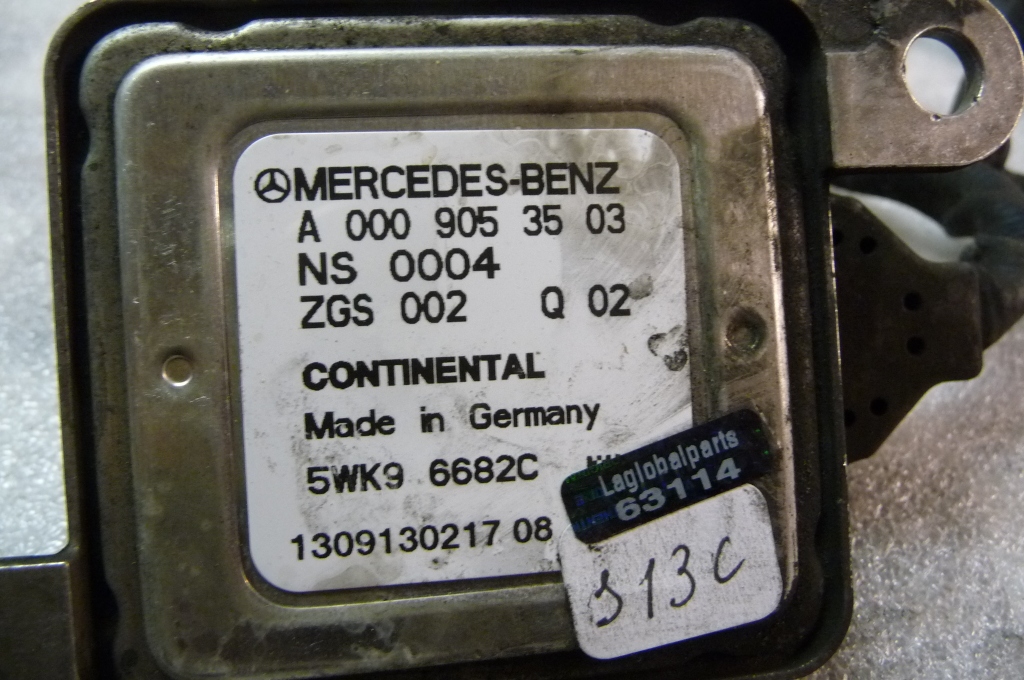 MERCEDES-BENZ
A 000 905 35 03
NS 0004
ZGS 002 Q 02
CONTINENTAL
Made in Germany
5WK9 6682C
1309130217 08
Laglobalparts
63114
313C